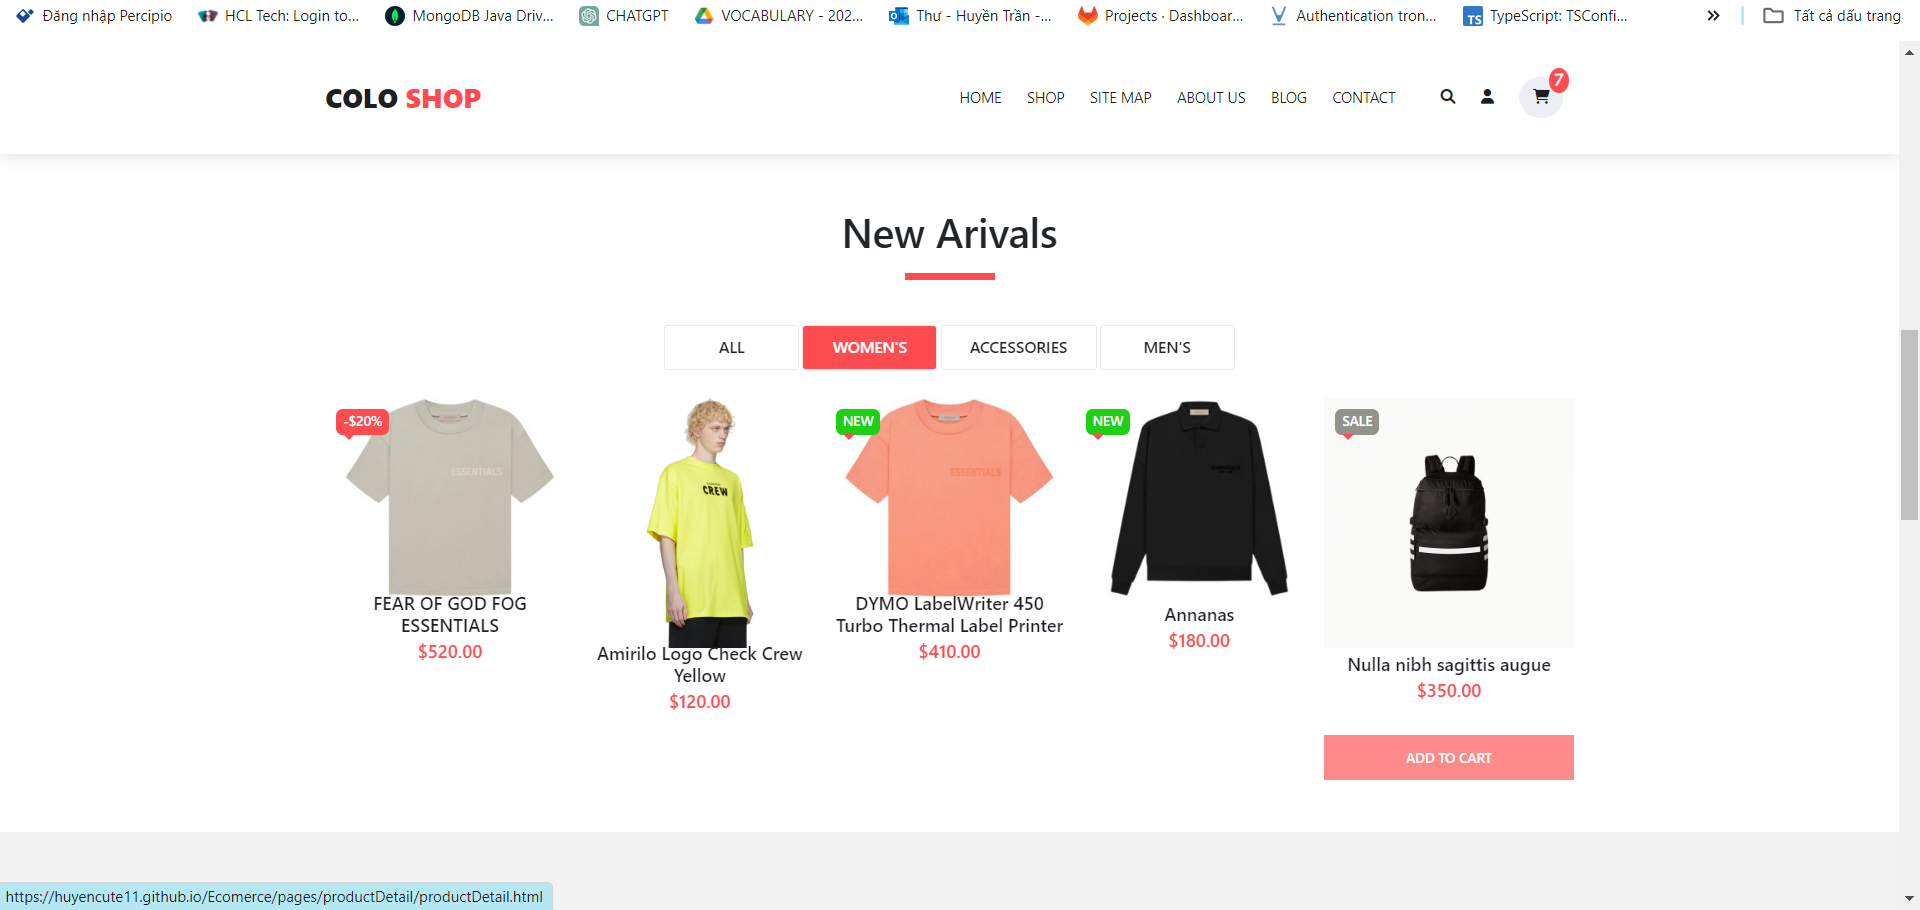 Đăng nhập Percipio
HCL Tech: Login to...
MongoDB Java Driv...
CHATGPT
VOCABULARY - 202...
Thư - Huyền Trần -...
Projects · Dashboar...
Authentication tron...
TS
TypeScript: TSConfi...
Tất cả dấu trang
COLO SHOP
HOME
SHOP
SITE MAP
ABOUT US
BLOG
CONTACT
7
New Arivals
ALL
WOMEN'S
ACCESSORIES
MEN'S
-$20%
ESSENTIALS
FEAR OF GOD FOG
ESSENTIALS
$520.00
CREW
Amirilo Logo Check Crew
Yellow
$120.00
NEW
ESSENTIALS
DYMO LabelWriter 450
Turbo Thermal Label Printer
$410.00
NEW
ESSENTIALS
Annanas
$180.00
SALE
Nulla nibh sagittis augue
$350.00
ADD TO CART
https://huyencute11.github.io/Ecomerce/pages/productDetail/productDetail.html